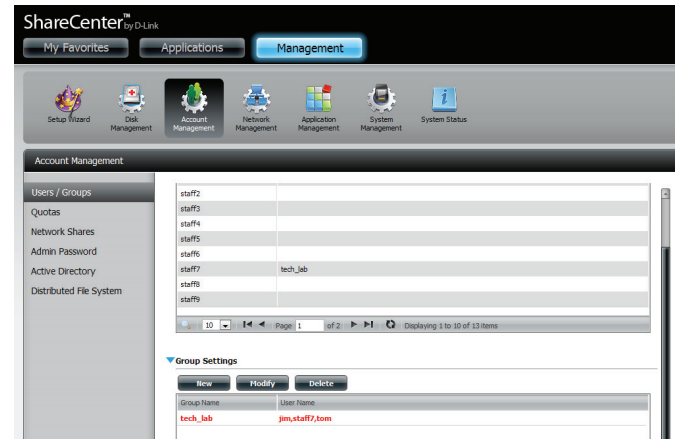 ShareCenter™ by D-Link
My Favorites Applications Management
Setup Wizard
Disk Management
Account Management
Network Management
Application Management
System Management
System Status
Account Management
Users / Groups
Quotas
Network Shares
Admin Password
Active Directory
Distributed File System
staff2
staff3
staff4
staff5
staff6
staff7 tech_lab
staff8
staff9
10 Page 1 of 2 Displaying 1 to 10 of 13 items
Group Settings
New Modify Delete
Group Name User Name
tech_lab jim,staff7,tom